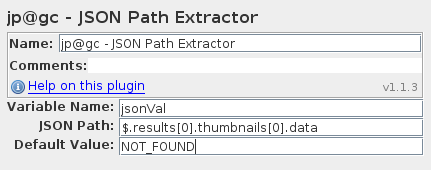 jp@gc - JSON Path Extractor
Name: jp@gc - JSON Path Extractor
Comments:
Help on this plugin v1.1.3
Variable Name: jsonVal
JSON Path: $.results[0].thumbnails[0].data
Default Value: NOT_FOUND